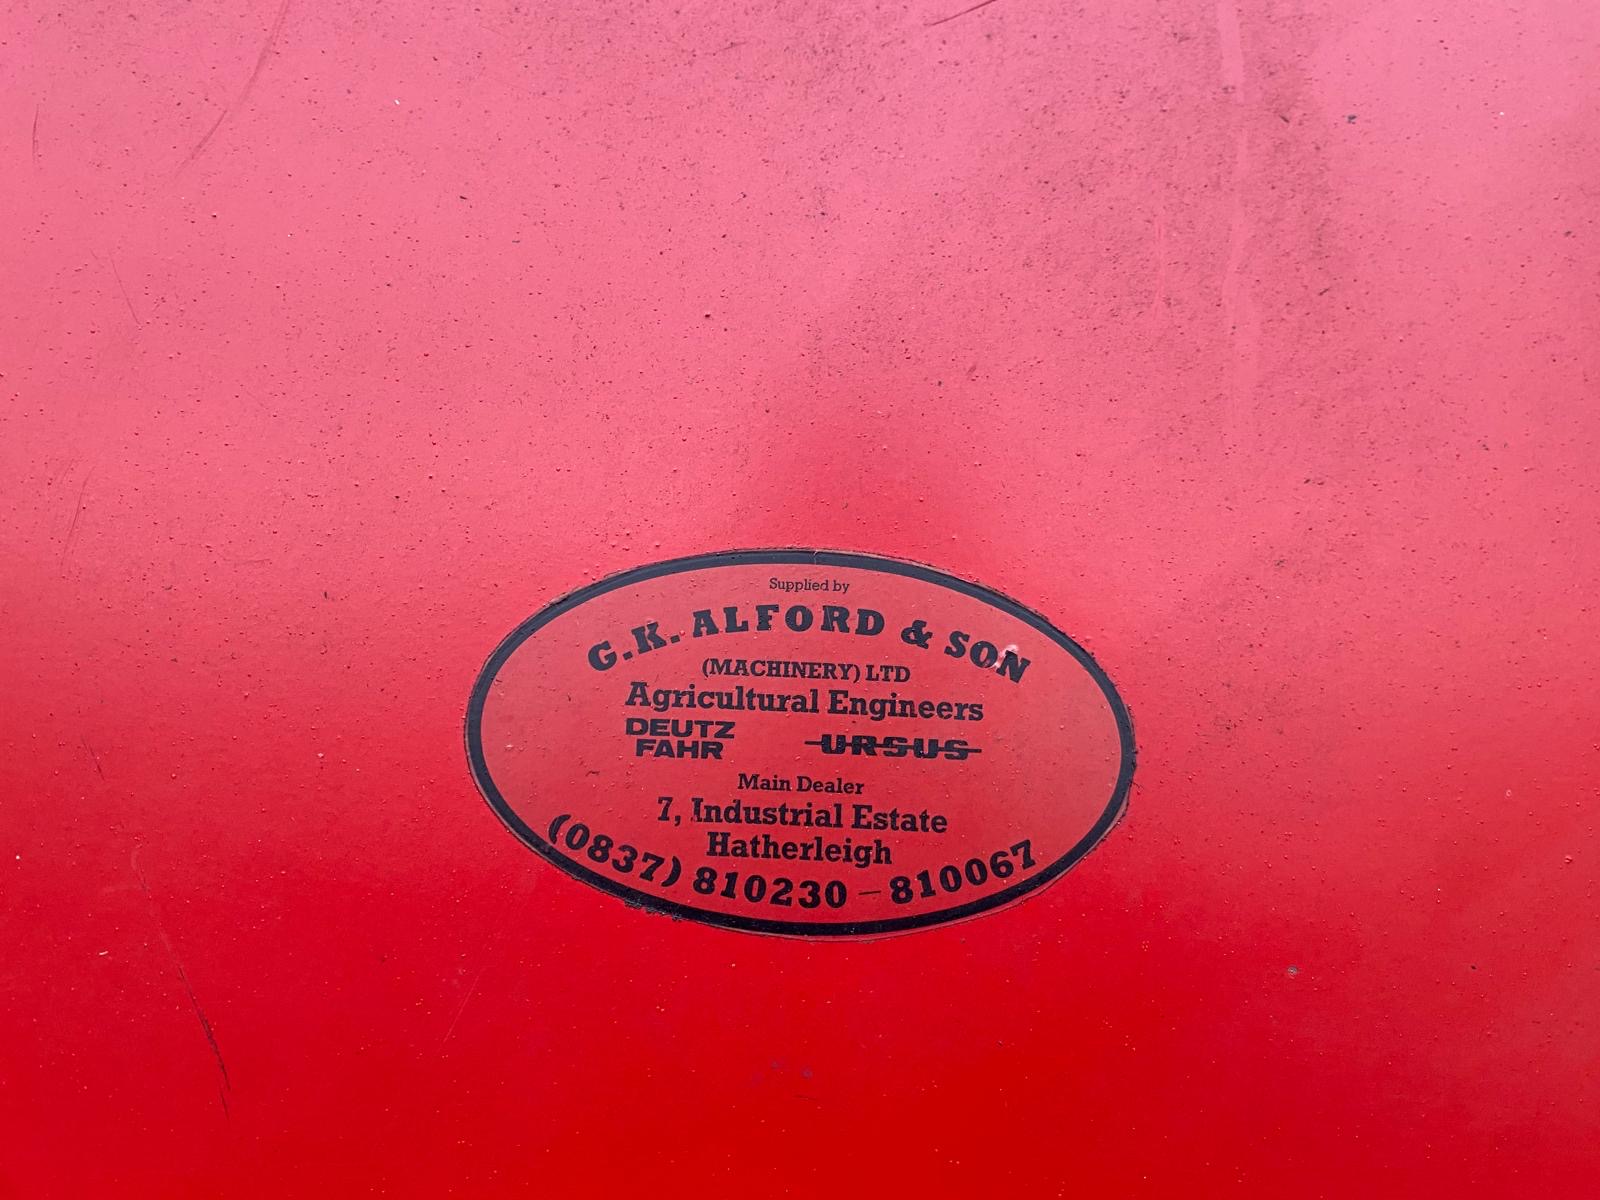 Supplied by
G.K. ALFORD & SON
(MACHINERY) LTD
Agricultural Engineers
DEUTZ
FAHR
URSUS
Main Dealer
7, Industrial Estate
Hatherleigh
(0837) 810230 – 810067